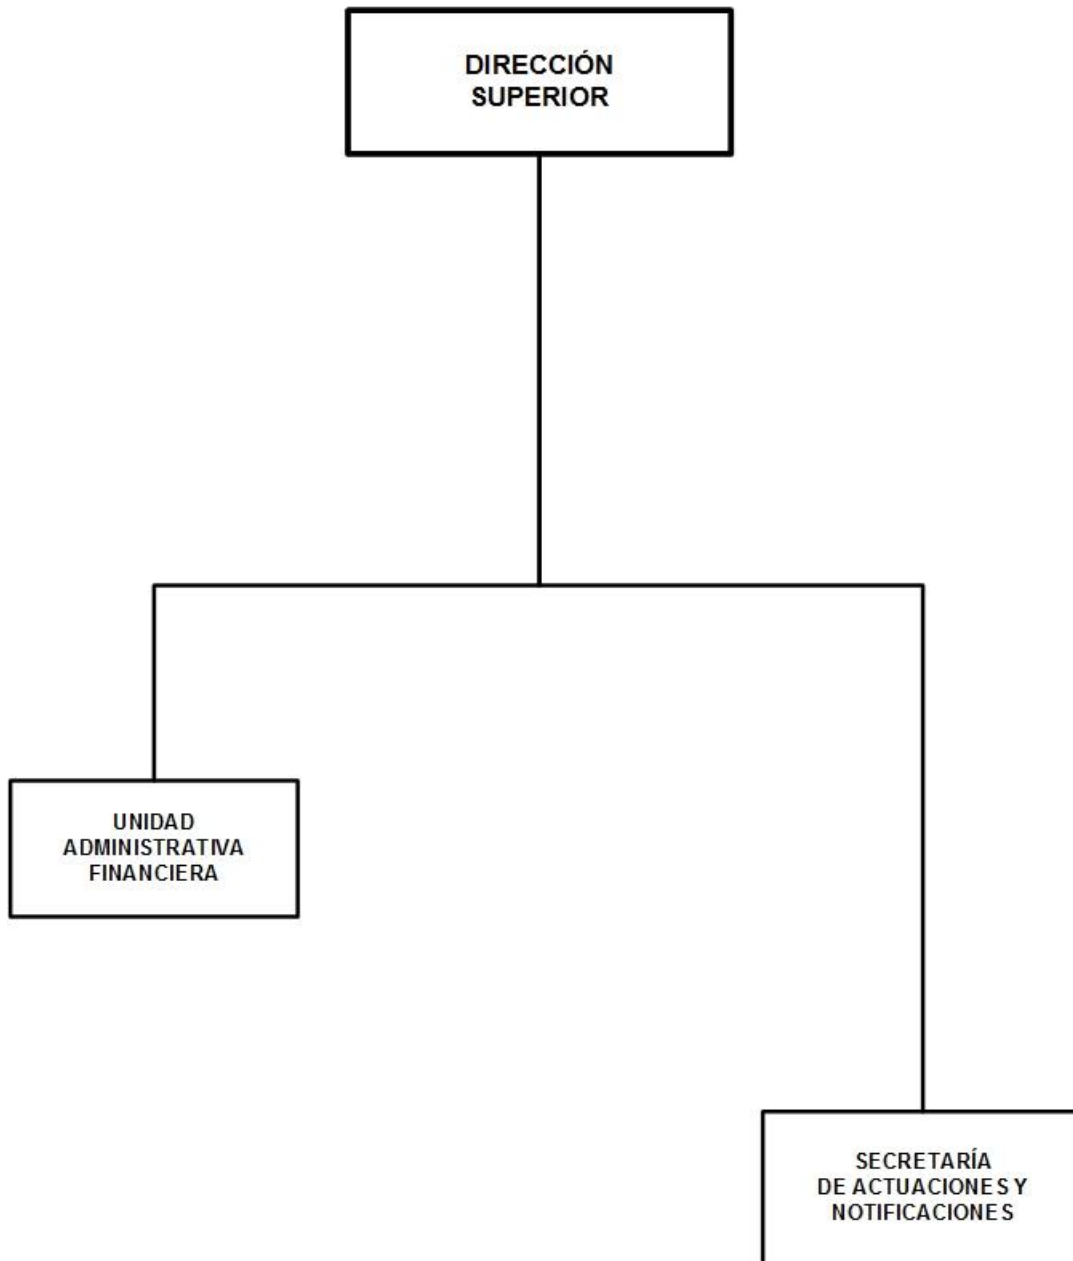 DIRECCIÓN
SUPERIOR
UNIDAD
ADMINISTRATIVA
FINANCIERA
SECRETARÍA
DE ACTUACIONES Y
NOTIFICACIONES